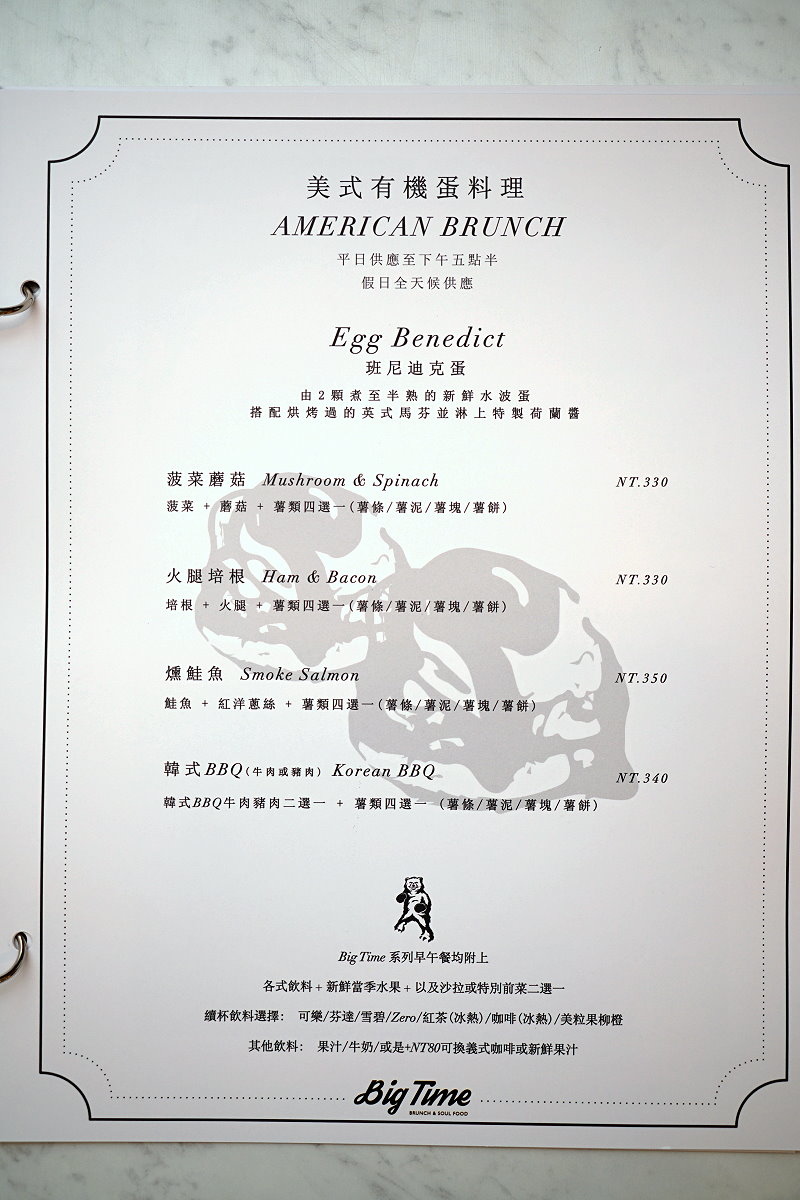 美式有機蛋料理
AMERICAN BRUNCH
平日供應至下午五點半
假日全天候供應
Egg Benedict
班尼迪克蛋
由2顆煮至半熟的新鮮水波蛋
搭配烘烤過的英式馬芬並淋上特製荷蘭醬
菠菜蘑菇 Mushroom & Spinach NT.330
菠菜 + 蘑菇 + 薯類四選一(薯條/薯泥/薯塊/薯餅)
火腿培根 Ham & Bacon NT.330
培根 + 火腿 + 薯類四選一(薯條/薯泥/薯塊/薯餅)
燻鮭魚 Smoke Salmon NT.350
鮭魚 + 紅洋蔥絲 + 薯類四選一(薯條/薯泥/薯塊/薯餅)
韓式BBQ(牛肉或豬肉) Korean BBQ NT.340
韓式BBQ牛肉豬肉二選一 + 薯類四選一 (薯條/薯泥/薯塊/薯餅)
Big Time 系列早午餐均附上
各式飲料 + 新鮮當季水果 + 以及沙拉或特別前菜二選一
續杯飲料選擇: 可樂/芬達/雪碧/Zero/紅茶(冰熱)/咖啡(冰熱)/美粒果柳橙
其他飲料: 果汁/牛奶/或是+NT80可換義式咖啡或新鮮果汁
Big Time
BRUNCH & SOUL FOOD